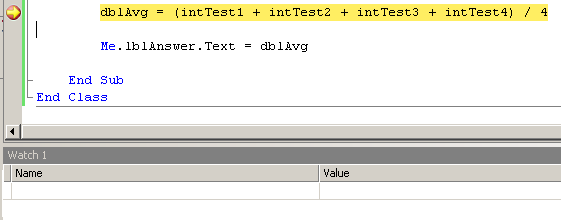 dblAvg = (intTest1 + intTest2 + intTest3 + intTest4) / 4
Me.lblAnswer.Text = dblAvg
End Sub
End Class
Watch 1
Name Value